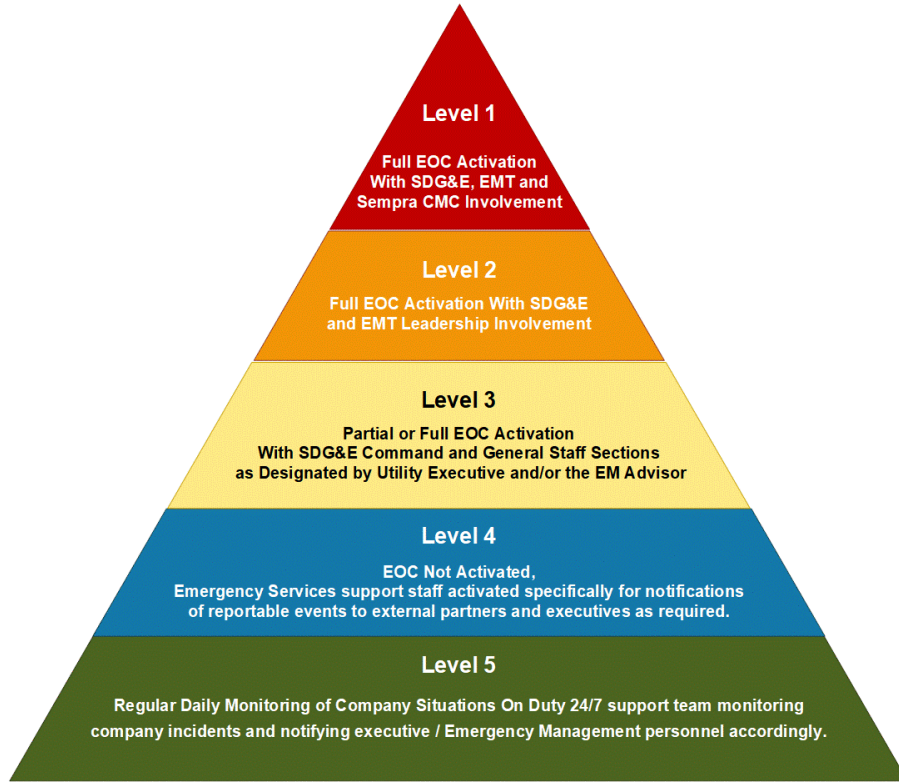 Level 1
Full EOC Activation
With SDG&E, EMT and
Sempra CMC Involvement
Level 2
Full EOC Activation With SDG&E
and EMT Leadership Involvement
Level 3
Partial or Full EOC Activation
With SDG&E Command and General Staff Sections
as Designated by Utility Executive and/or the EM Advisor
Level 4
EOC Not Activated,
Emergency Services support staff activated specifically for notifications
of reportable events to external partners and executives as required.
Level 5
Regular Daily Monitoring of Company Situations On Duty 24/7 support team monitoring
company incidents and notifying executive / Emergency Management personnel accordingly.